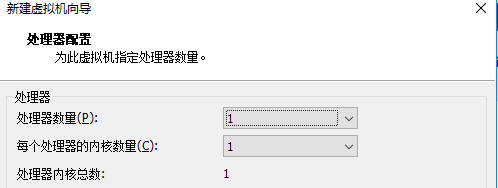 新建虚拟机向导
处理器配置
为此虚拟机指定处理器数量。
处理器
处理器数量(P): 1
每个处理器的内核数量(C): 1
处理器内核总数: 1